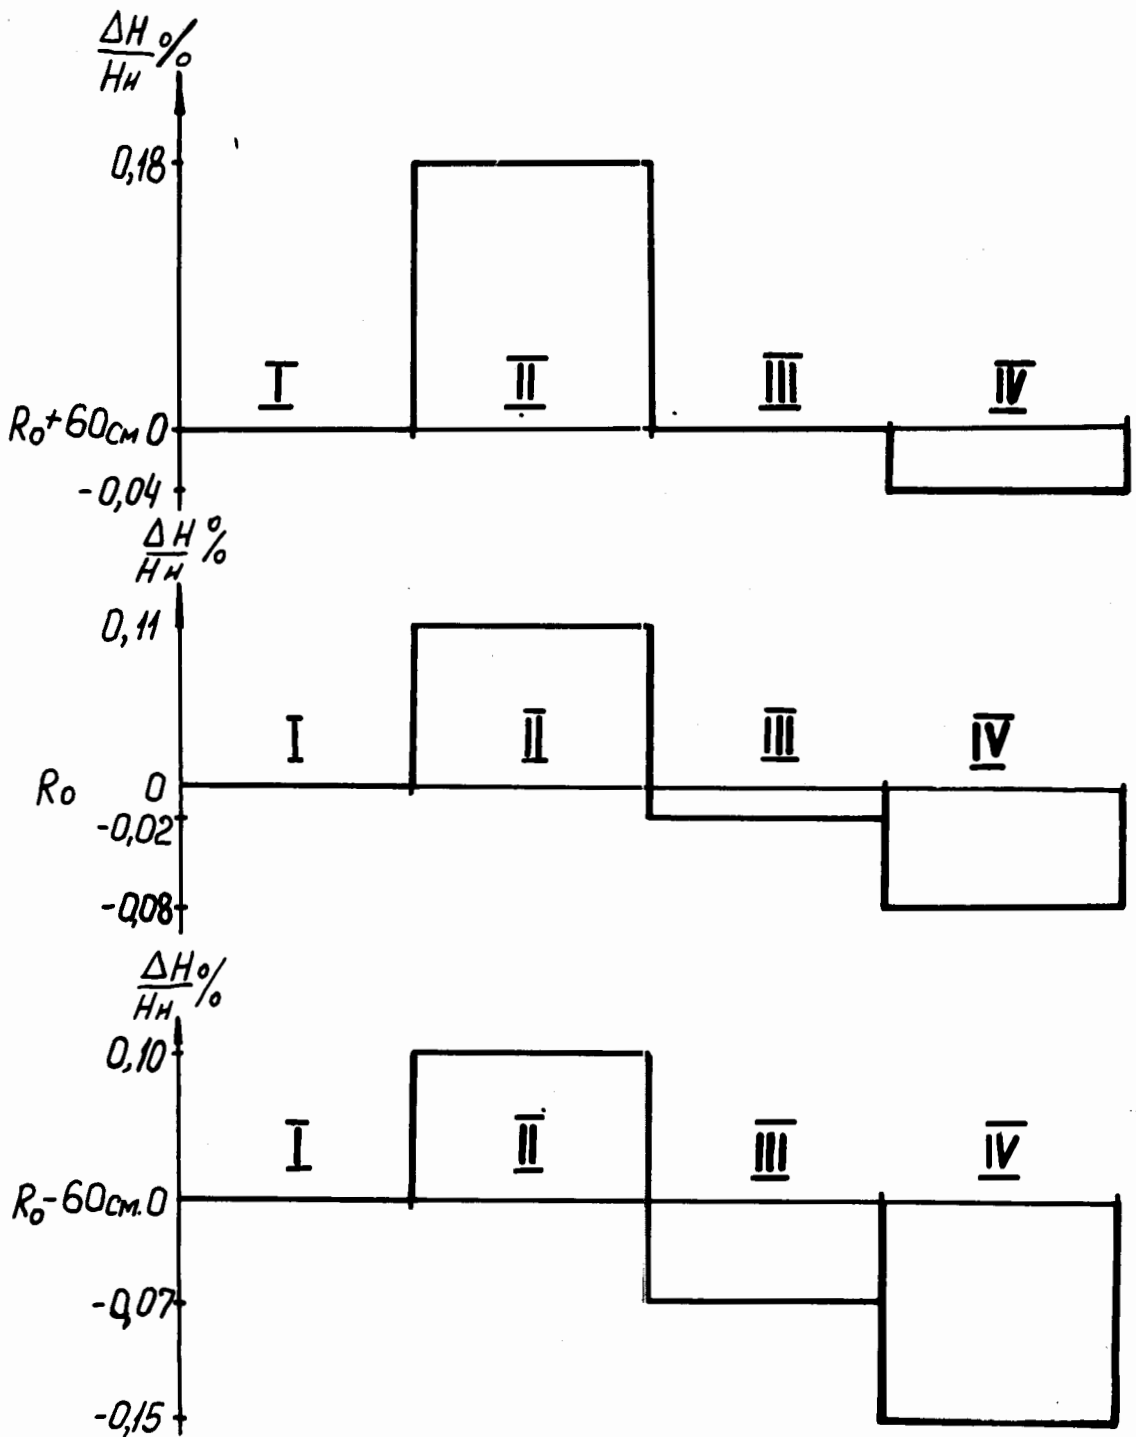 ΔH/Hн %
0,18
I II III IV
R₀+60см 0
-0,04
ΔH/Hн %
0,11
I II III IV
R₀ 0
-0,02
-0,08
ΔH/Hн %
0,10
I II III IV
R₀-60см. 0
-0,07
-0,15